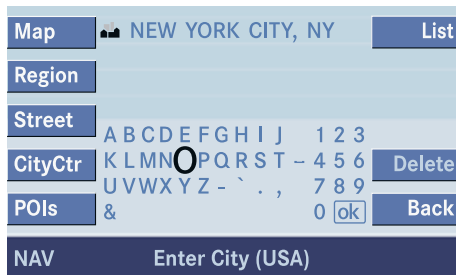 Map NEW YORK CITY, NY List
Region
Street
A B C D E F G H I J 1 2 3
CityCtr K L M N O P Q R S T – 4 5 6 Delete
U V W X Y Z - ` . , 7 8 9
POIs & 0 ok Back
NAV Enter City (USA)